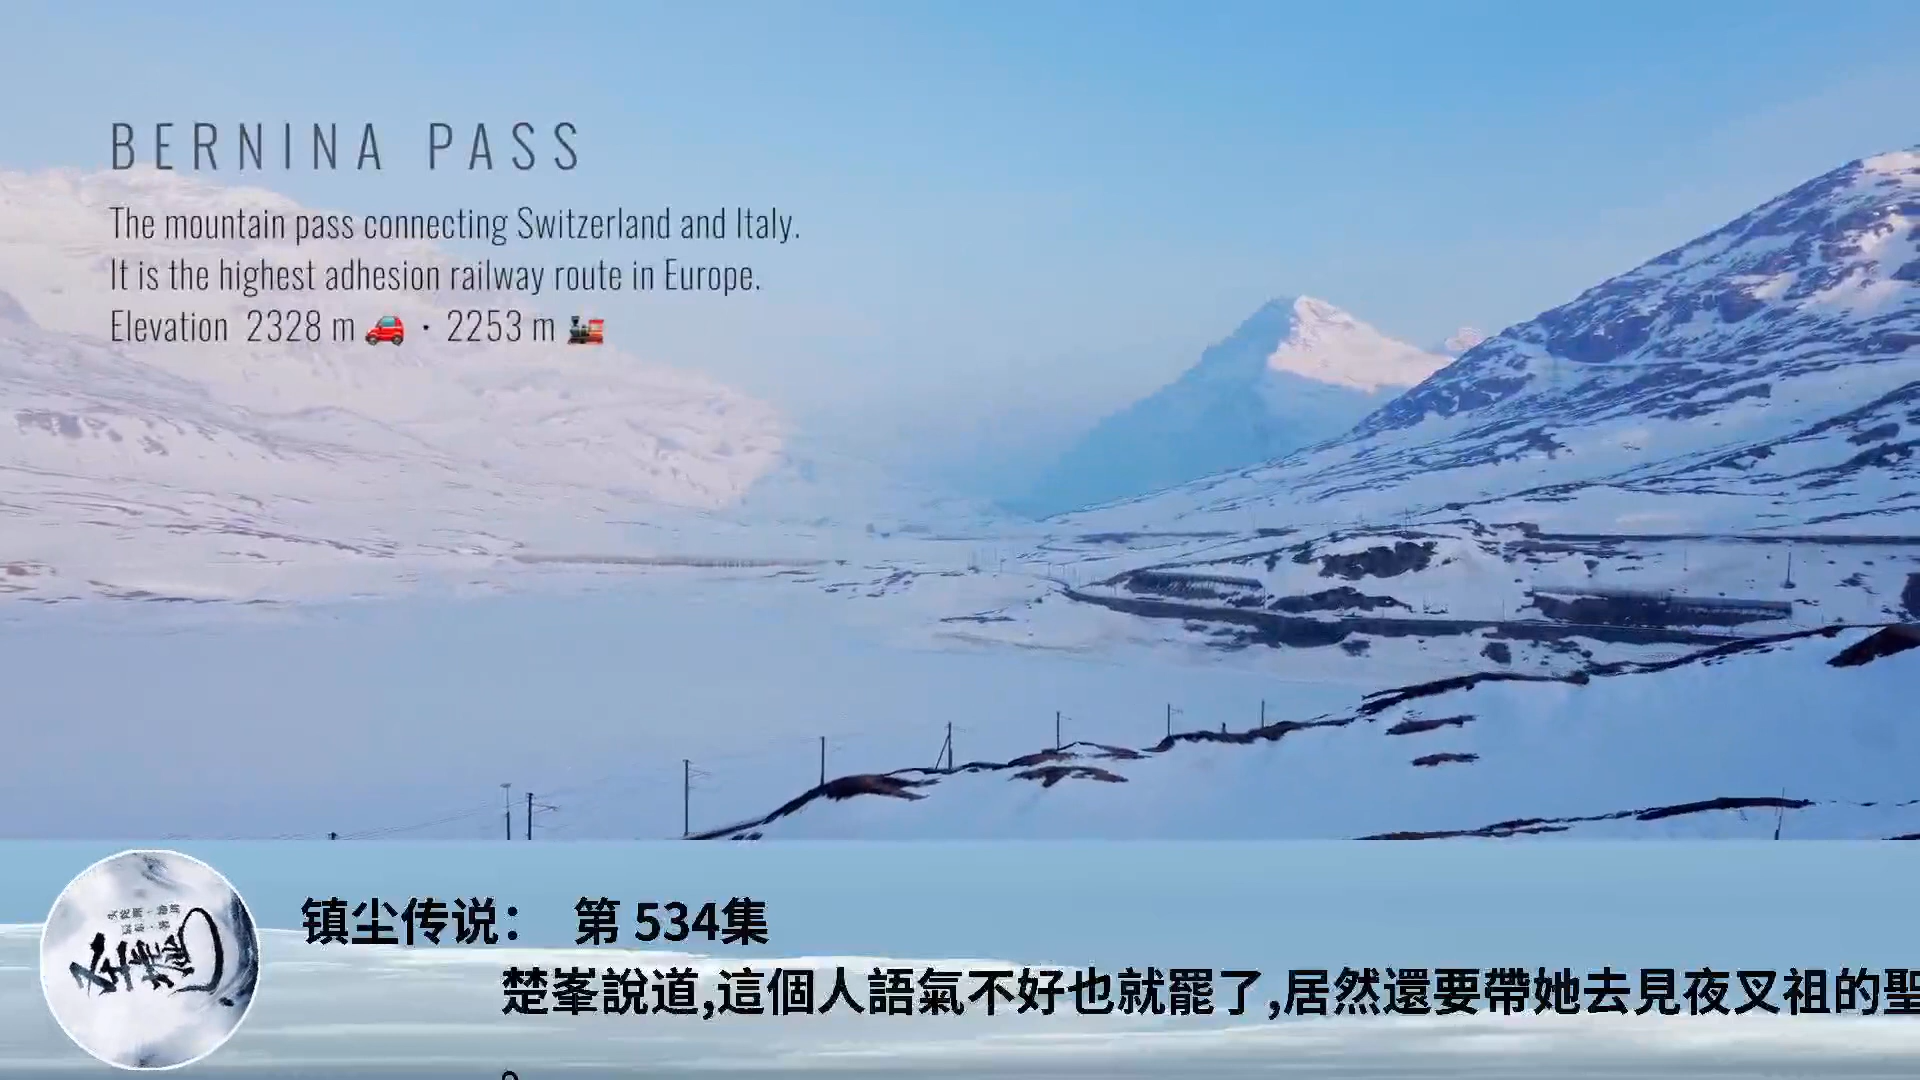 BERNINA PASS
The mountain pass connecting Switzerland and Italy.
It is the highest adhesion railway route in Europe.
Elevation 2328 m 🚗 · 2253 m 🚂
镇尘传说： 第 534集
楚峯說道,這個人語氣不好也就罷了,居然還要帶她去見夜叉祖的聖